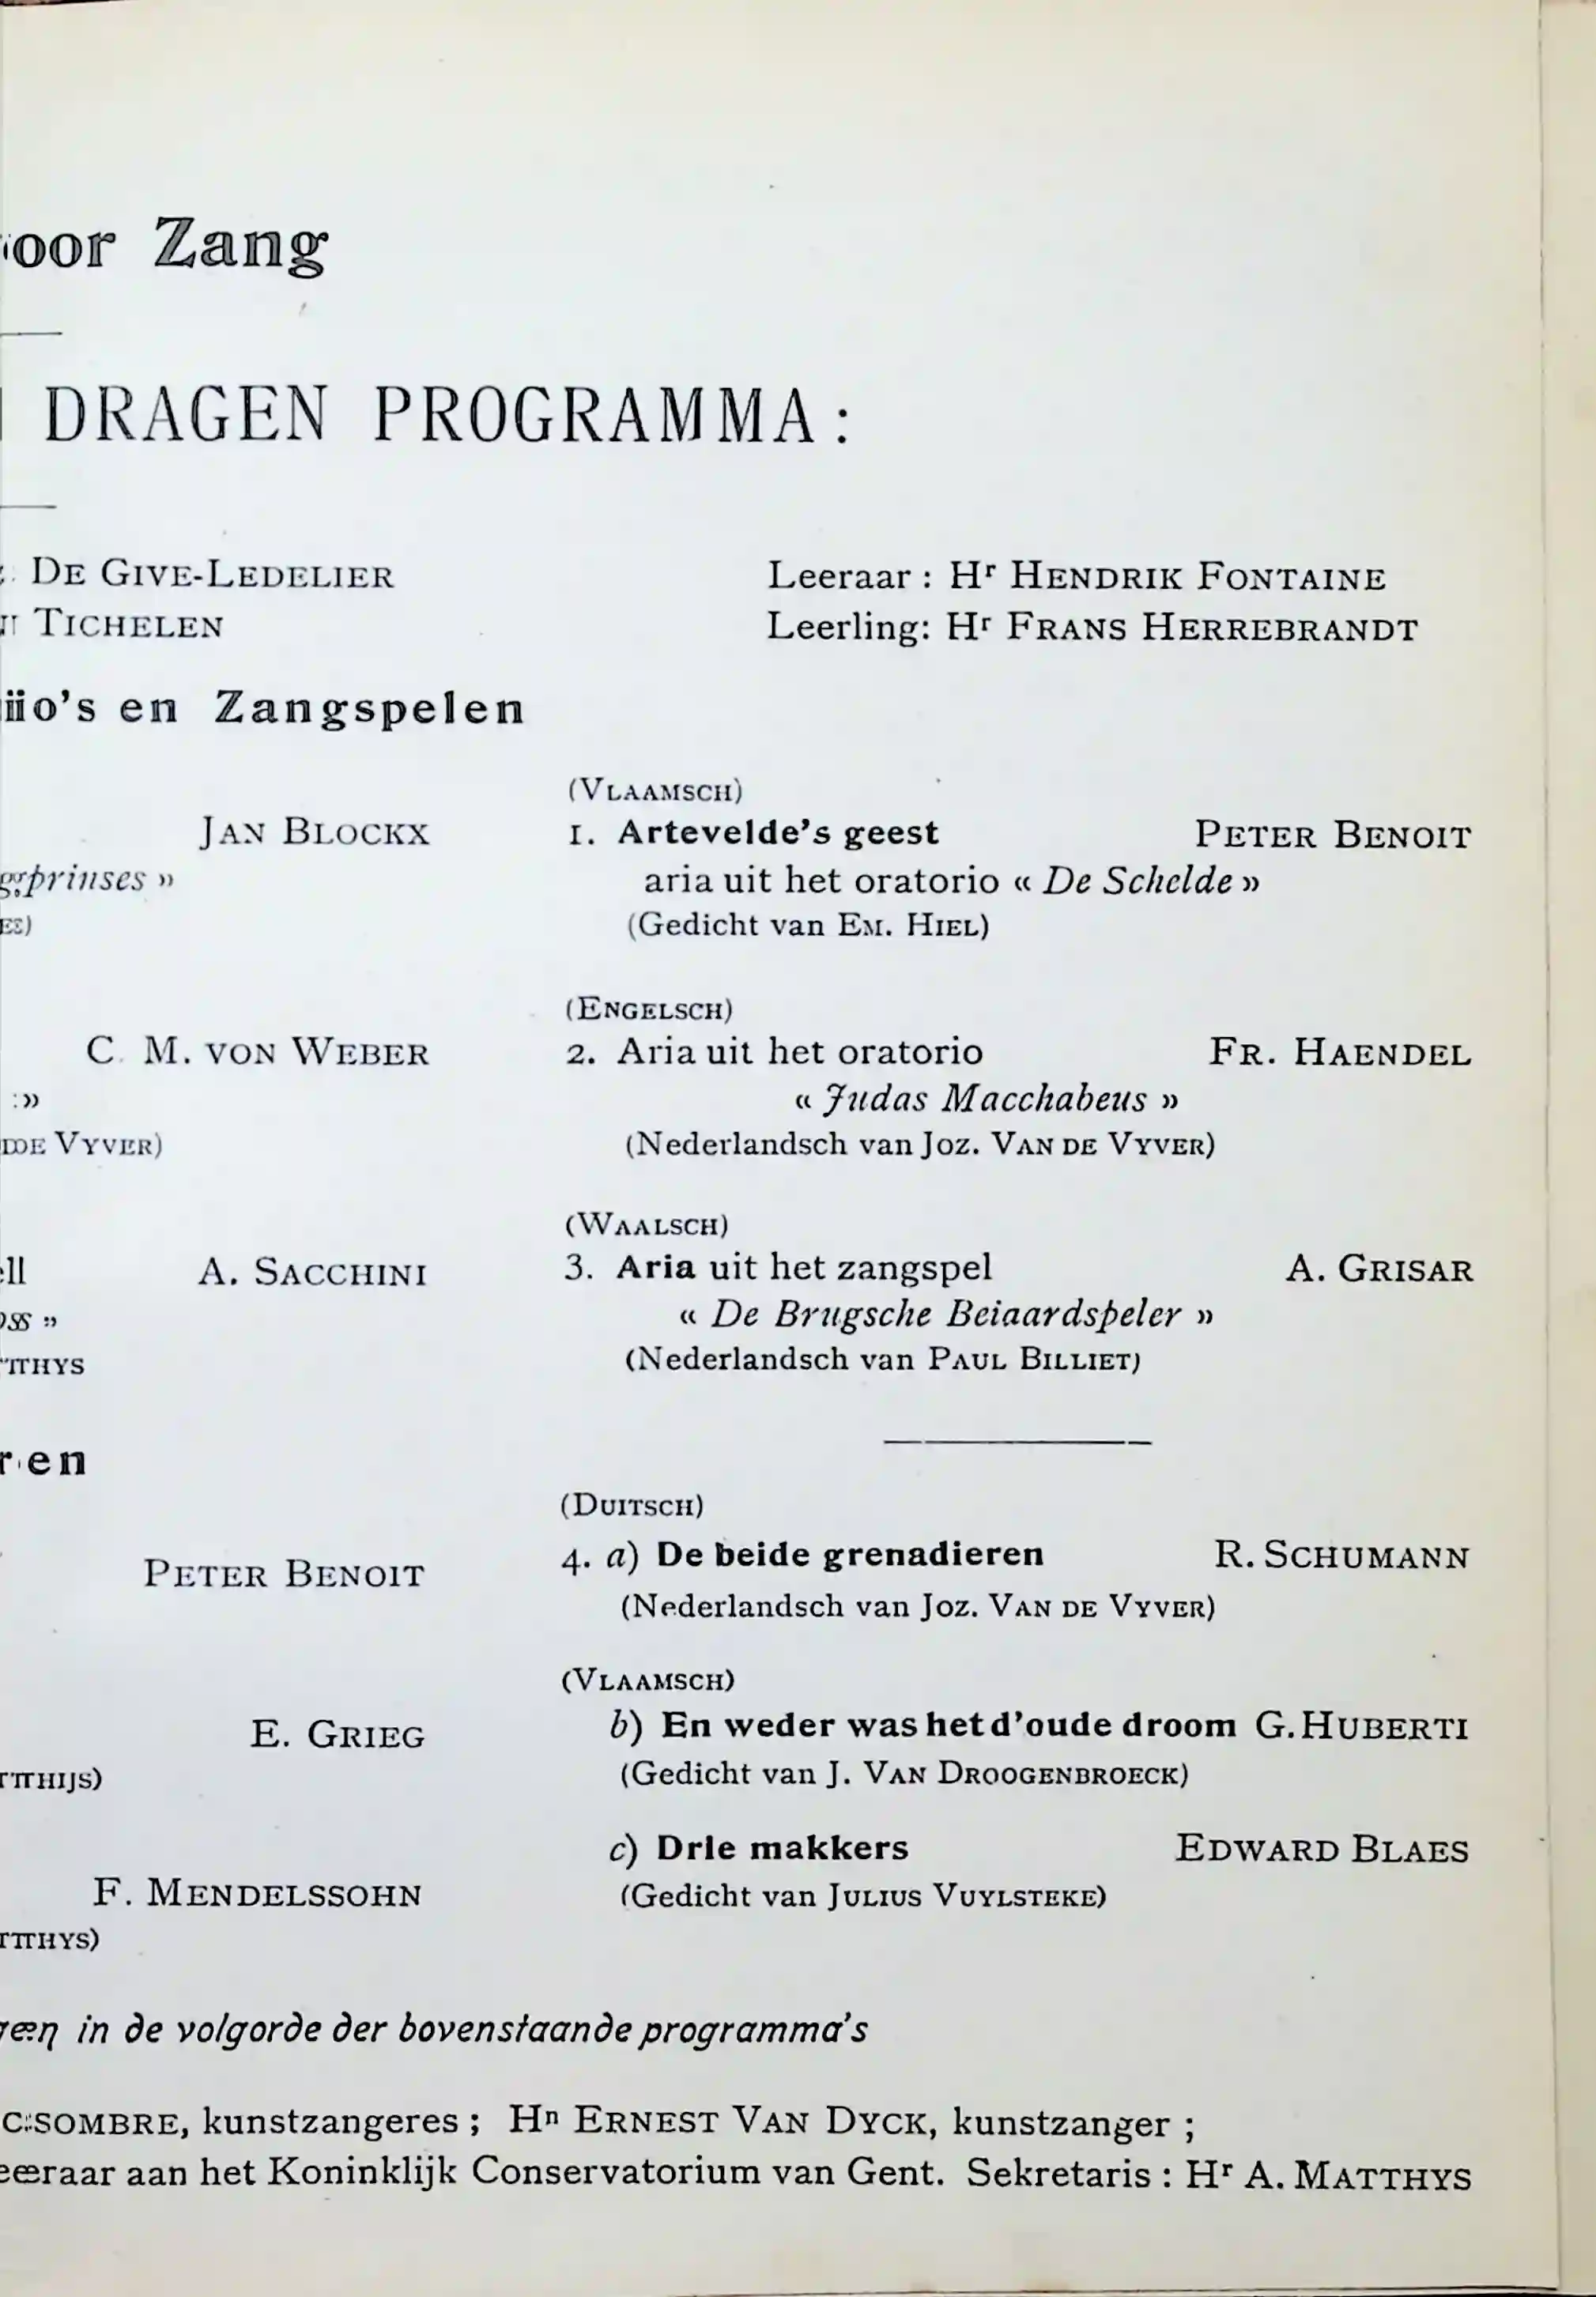 oor Zang
DRAGEN PROGRAMMA:
DE GIVE-LEDELIER
TICHELEN
Leeraar : Hr HENDRIK FONTAINE
Leerling: Hr FRANS HERREBRANDT
io's en Zangspelen
JAN BLOCKX
prinses »
C. M. VON WEBER
»
DE VYVER)
A. SACCHINI
»
TTHYS
en
PETER BENOIT
E. GRIEG
TTHIJS)
F. MENDELSSOHN
TTHYS)
(VLAAMSCH)
1. Artevelde's geest PETER BENOIT
aria uit het oratorio « De Schelde »
(Gedicht van EM. HIEL)
(ENGELSCH)
2. Aria uit het oratorio FR. HAENDEL
« Judas Macchabeus »
(Nederlandsch van Joz. VAN DE VYVER)
(WAALSCH)
3. Aria uit het zangspel A. GRISAR
« De Brugsche Beiaardspeler »
(Nederlandsch van PAUL BILLIET)
(DUITSCH)
4. a) De beide grenadieren R. SCHUMANN
(Nederlandsch van Joz. VAN DE VYVER)
(VLAAMSCH)
b) En weder was het d'oude droom G. HUBERTI
(Gedicht van J. VAN DROOGENBROECK)
c) Drie makkers EDWARD BLAES
(Gedicht van JULIUS VUYLSTEKE)
in de volgorde der bovenstaande programma's
SOMBRE, kunstzangeres ; Hn ERNEST VAN DYCK, kunstzanger ;
eeraar aan het Koninklijk Conservatorium van Gent. Sekretaris : Hr A. MATTHYS